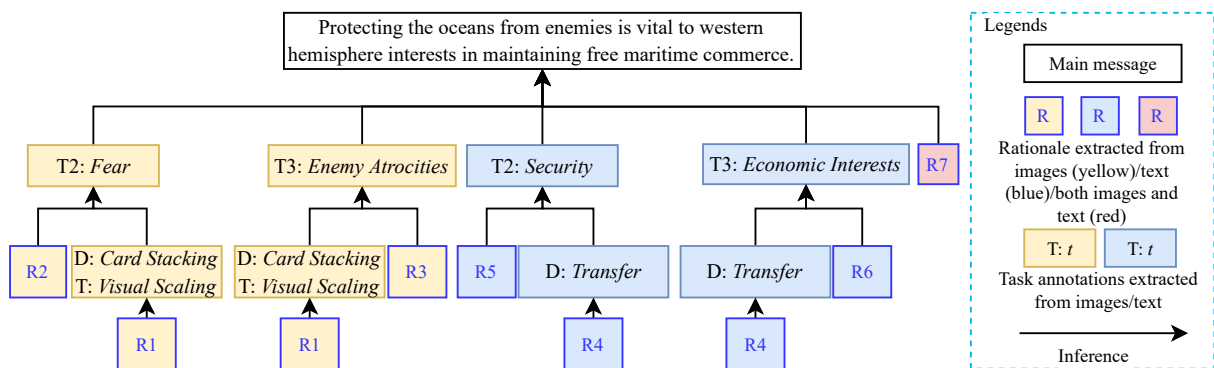 Protecting the oceans from enemies is vital to western
hemisphere interests in maintaining free maritime commerce.
T2: Fear
T3: Enemy Atrocities
T2: Security
T3: Economic Interests
R7
R2
D: Card Stacking
T: Visual Scaling
D: Card Stacking
T: Visual Scaling
R3
R5
D: Transfer
D: Transfer
R6
R1
R1
R4
R4
Legends
Main message
R
R
R
Rationale extracted from
images (yellow)/text
(blue)/both images and
text (red)
T: t
T: t
Task annotations extracted
from images/text
Inference